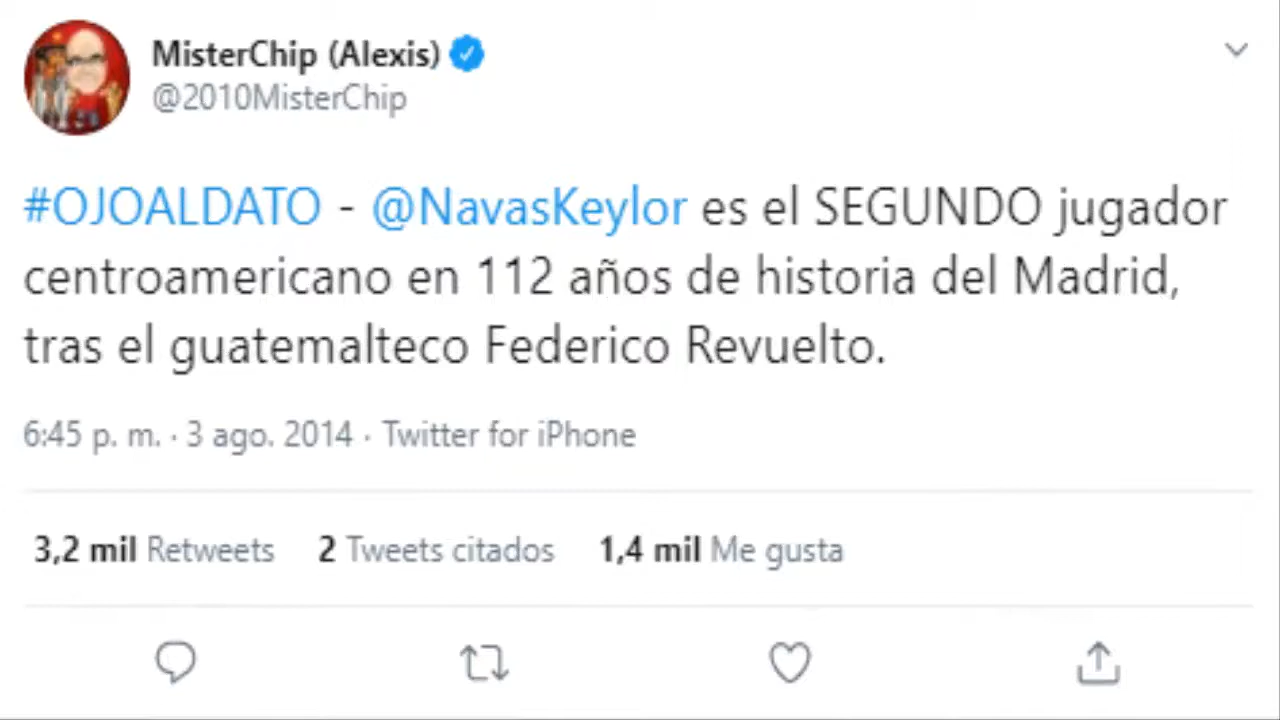 MisterChip (Alexis)
@2010MisterChip
#OJOALDATO - @NavasKeylor es el SEGUNDO jugador
centroamericano en 112 años de historia del Madrid,
tras el guatemalteco Federico Revuelto.
6:45 p. m. · 3 ago. 2014 · Twitter for iPhone
3,2 mil Retweets 2 Tweets citados 1,4 mil Me gusta